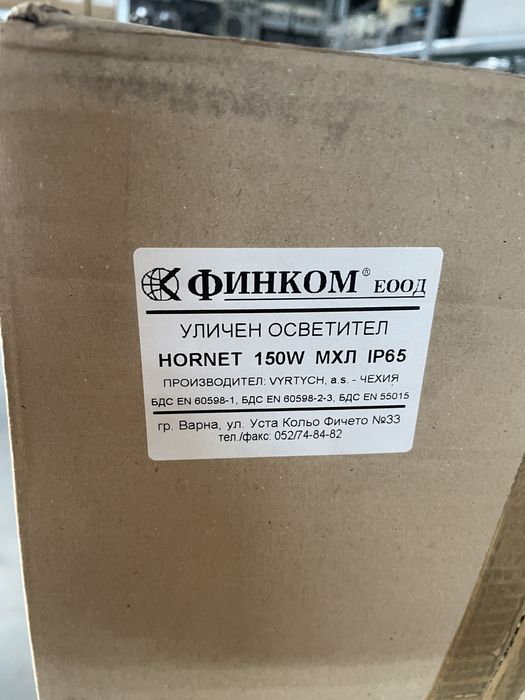 ФИНКОМ® ЕООД
УЛИЧЕН ОСВЕТИТЕЛ
HORNET 150W МХЛ IP65
ПРОИЗВОДИТЕЛ: VYRTYCH, a.s. - ЧЕХИЯ
БДС EN 60598-1, БДС EN 60598-2-3, БДС EN 55015
гр. Варна, ул. Уста Кольо Фичето №33
тел./факс: 052/74-84-82